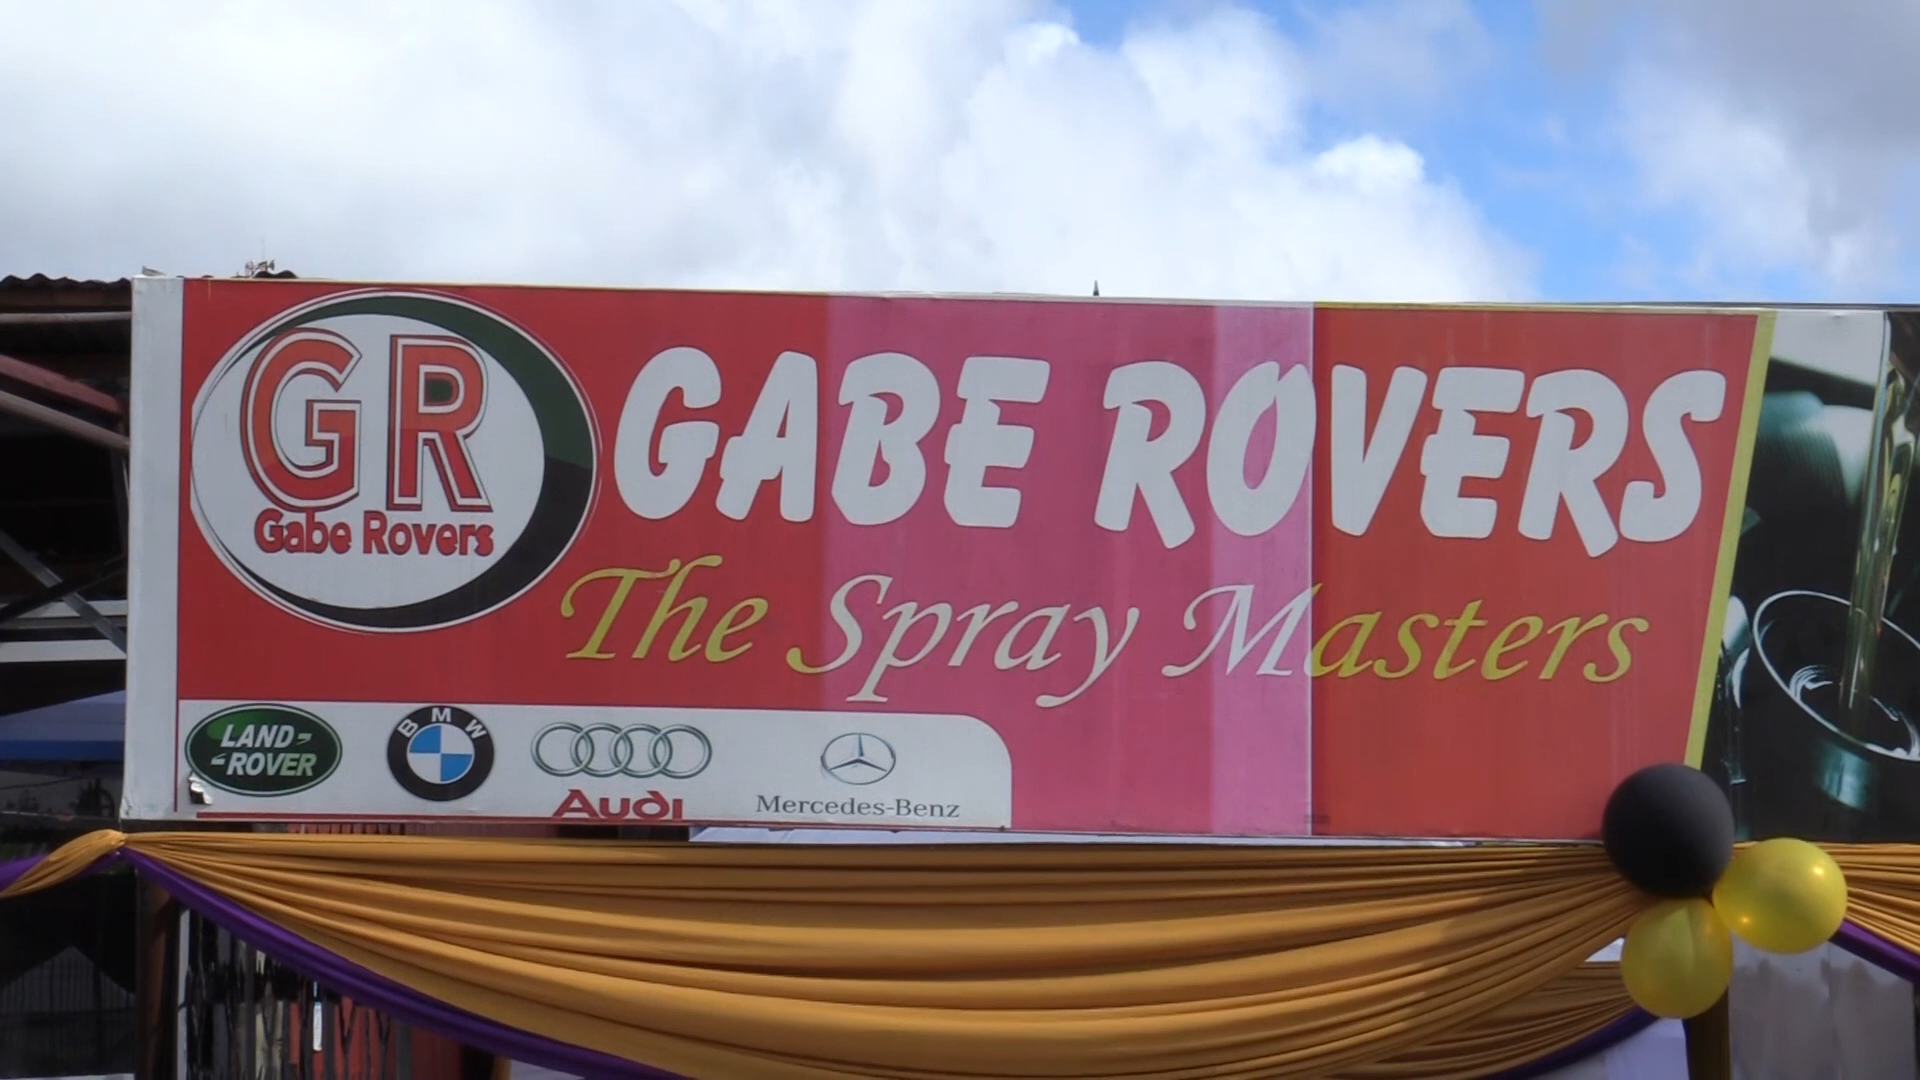 GR
Gabe Rovers
GABE ROVERS
The Spray Masters
LAND-
-ROVER
BMW
Audi
Mercedes-Benz